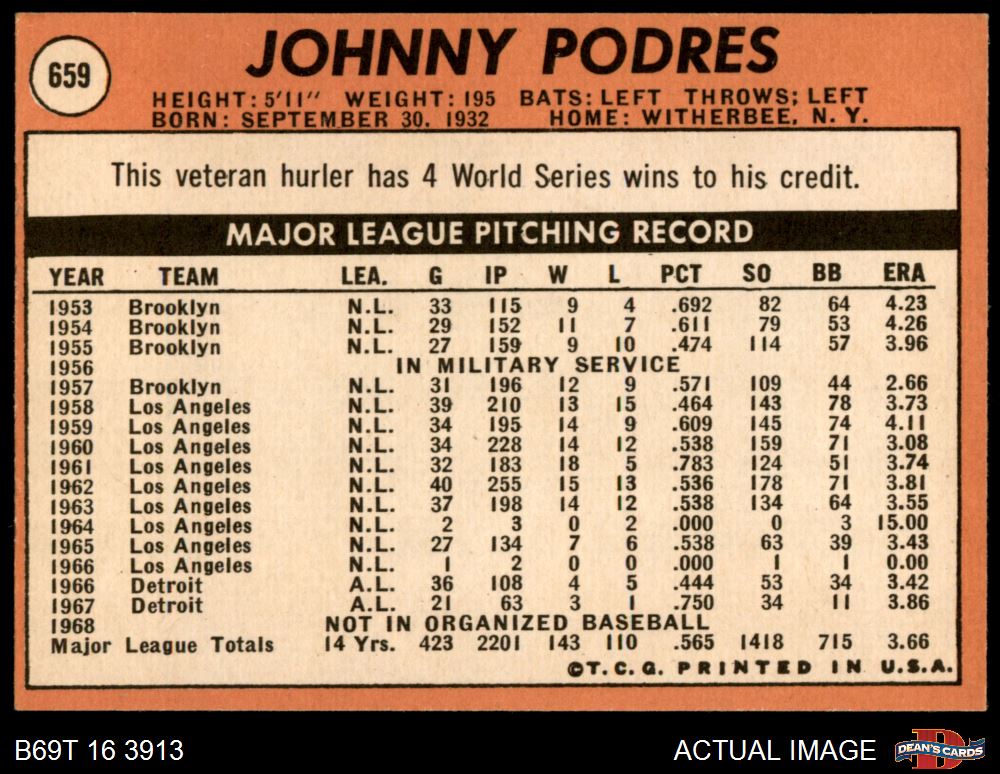 659
JOHNNY PODRES
HEIGHT: 5'11" WEIGHT: 195 BATS: LEFT THROWS; LEFT
BORN: SEPTEMBER 30. 1932 HOME: WITHERBEE, N. Y.
This veteran hurler has 4 World Series wins to his credit.
MAJOR LEAGUE PITCHING RECORD
YEAR TEAM LEA. G IP W L PCT SO BB ERA
1953 Brooklyn N.L. 33 115 9 4 .692 82 64 4.23
1954 Brooklyn N.L. 29 152 11 7 .611 79 53 4.26
1955 Brooklyn N.L. 27 159 9 10 .474 114 57 3.96
1956 IN MILITARY SERVICE
1957 Brooklyn N.L. 31 196 12 9 .571 109 44 2.66
1958 Los Angeles N.L. 39 210 13 15 .464 143 78 3.73
1959 Los Angeles N.L. 34 195 14 9 .609 145 74 4.11
1960 Los Angeles N.L. 34 228 14 12 .538 159 71 3.08
1961 Los Angeles N.L. 32 183 18 5 .783 124 51 3.74
1962 Los Angeles N.L. 40 255 15 13 .536 178 71 3.81
1963 Los Angeles N.L. 37 198 14 12 .538 134 64 3.55
1964 Los Angeles N.L. 2 3 0 2 .000 0 3 15.00
1965 Los Angeles N.L. 27 134 7 6 .538 63 39 3.43
1966 Los Angeles N.L. 1 2 0 0 .000 1 1 0.00
1966 Detroit A.L. 36 108 4 5 .444 53 34 3.42
1967 Detroit A.L. 21 63 3 1 .750 34 11 3.86
1968 NOT IN ORGANIZED BASEBALL
Major League Totals 14 Yrs. 423 2201 143 110 .565 1418 715 3.66
©T.C.G. PRINTED IN U.S.A.
B69T 16 3913 ACTUAL IMAGE DEAN'S CARDS